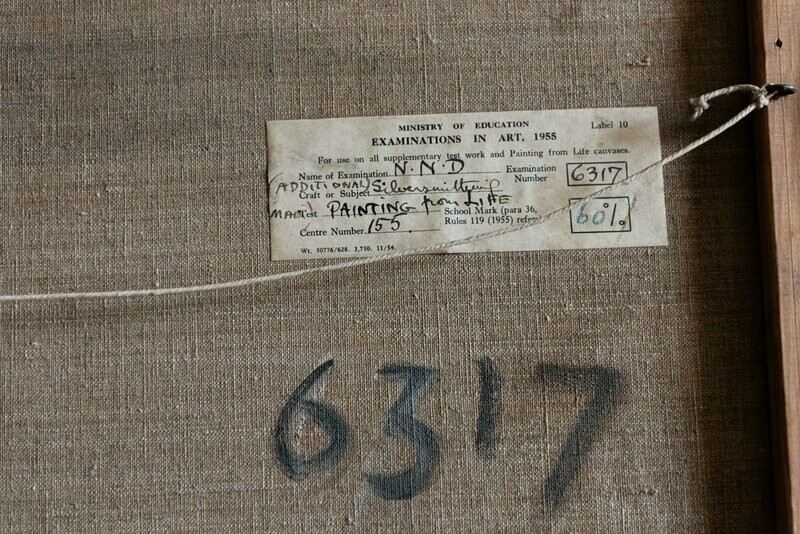 MINISTRY OF EDUCATION Label 10
EXAMINATIONS IN ART, 1955
For use on all supplementary test work and Painting from Life canvases.
Name of Examination N.N.D Examination
Number 6317
(ADDITIONAL) Silversmithing
Craft or Subject
Test PAINTING from LIFE School Mark (para 36,
Rules 119 (1955) refers 60%
Centre Number 155
Wt. 50776/628. 3,750. 11/54.
6317